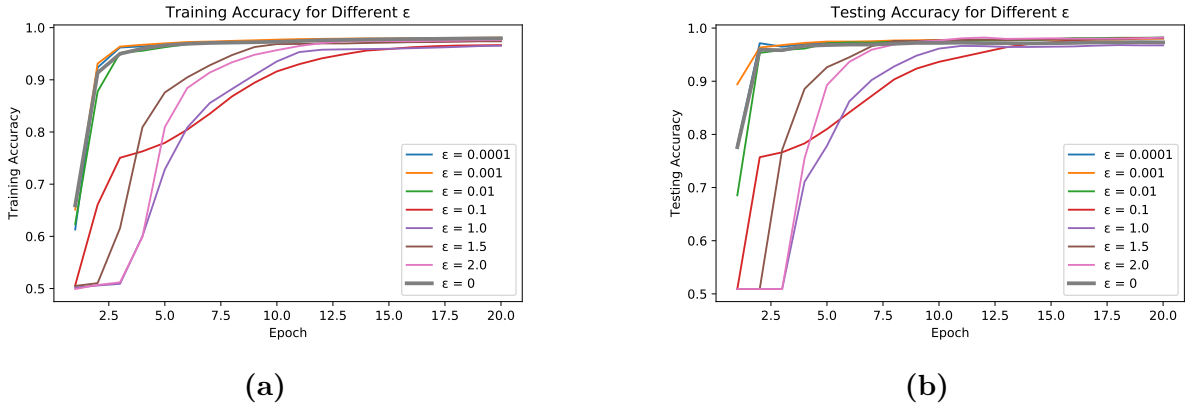 Training Accuracy for Different ε
1.0
0.9
0.8
0.7
0.6
0.5
Training Accuracy
2.5 5.0 7.5 10.0 12.5 15.0 17.5 20.0
Epoch
ε = 0.0001
ε = 0.001
ε = 0.01
ε = 0.1
ε = 1.0
ε = 1.5
ε = 2.0
ε = 0
(a)
Testing Accuracy for Different ε
1.0
0.9
0.8
0.7
0.6
0.5
Testing Accuracy
2.5 5.0 7.5 10.0 12.5 15.0 17.5 20.0
Epoch
ε = 0.0001
ε = 0.001
ε = 0.01
ε = 0.1
ε = 1.0
ε = 1.5
ε = 2.0
ε = 0
(b)